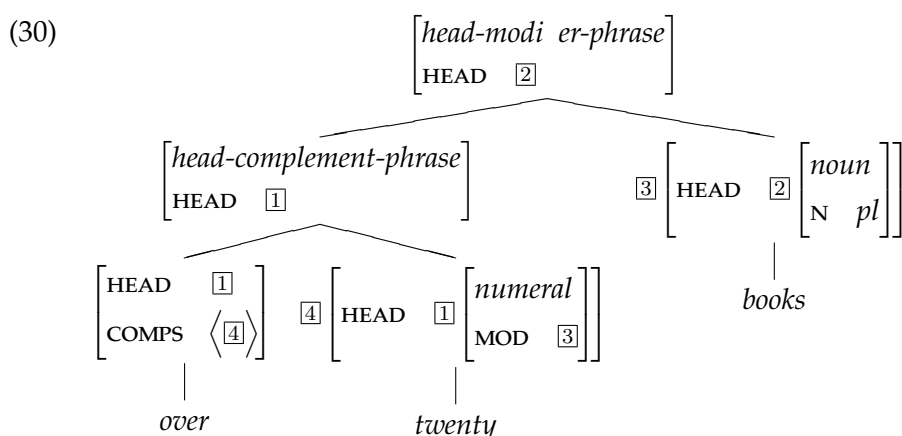 (30)
head-modi er-phrase
HEAD 2
head-complement-phrase
HEAD 1
3 HEAD 2 noun
N pl
HEAD 1
COMPS ⟨4⟩
4 HEAD 1 numeral
MOD 3
books
over
twenty